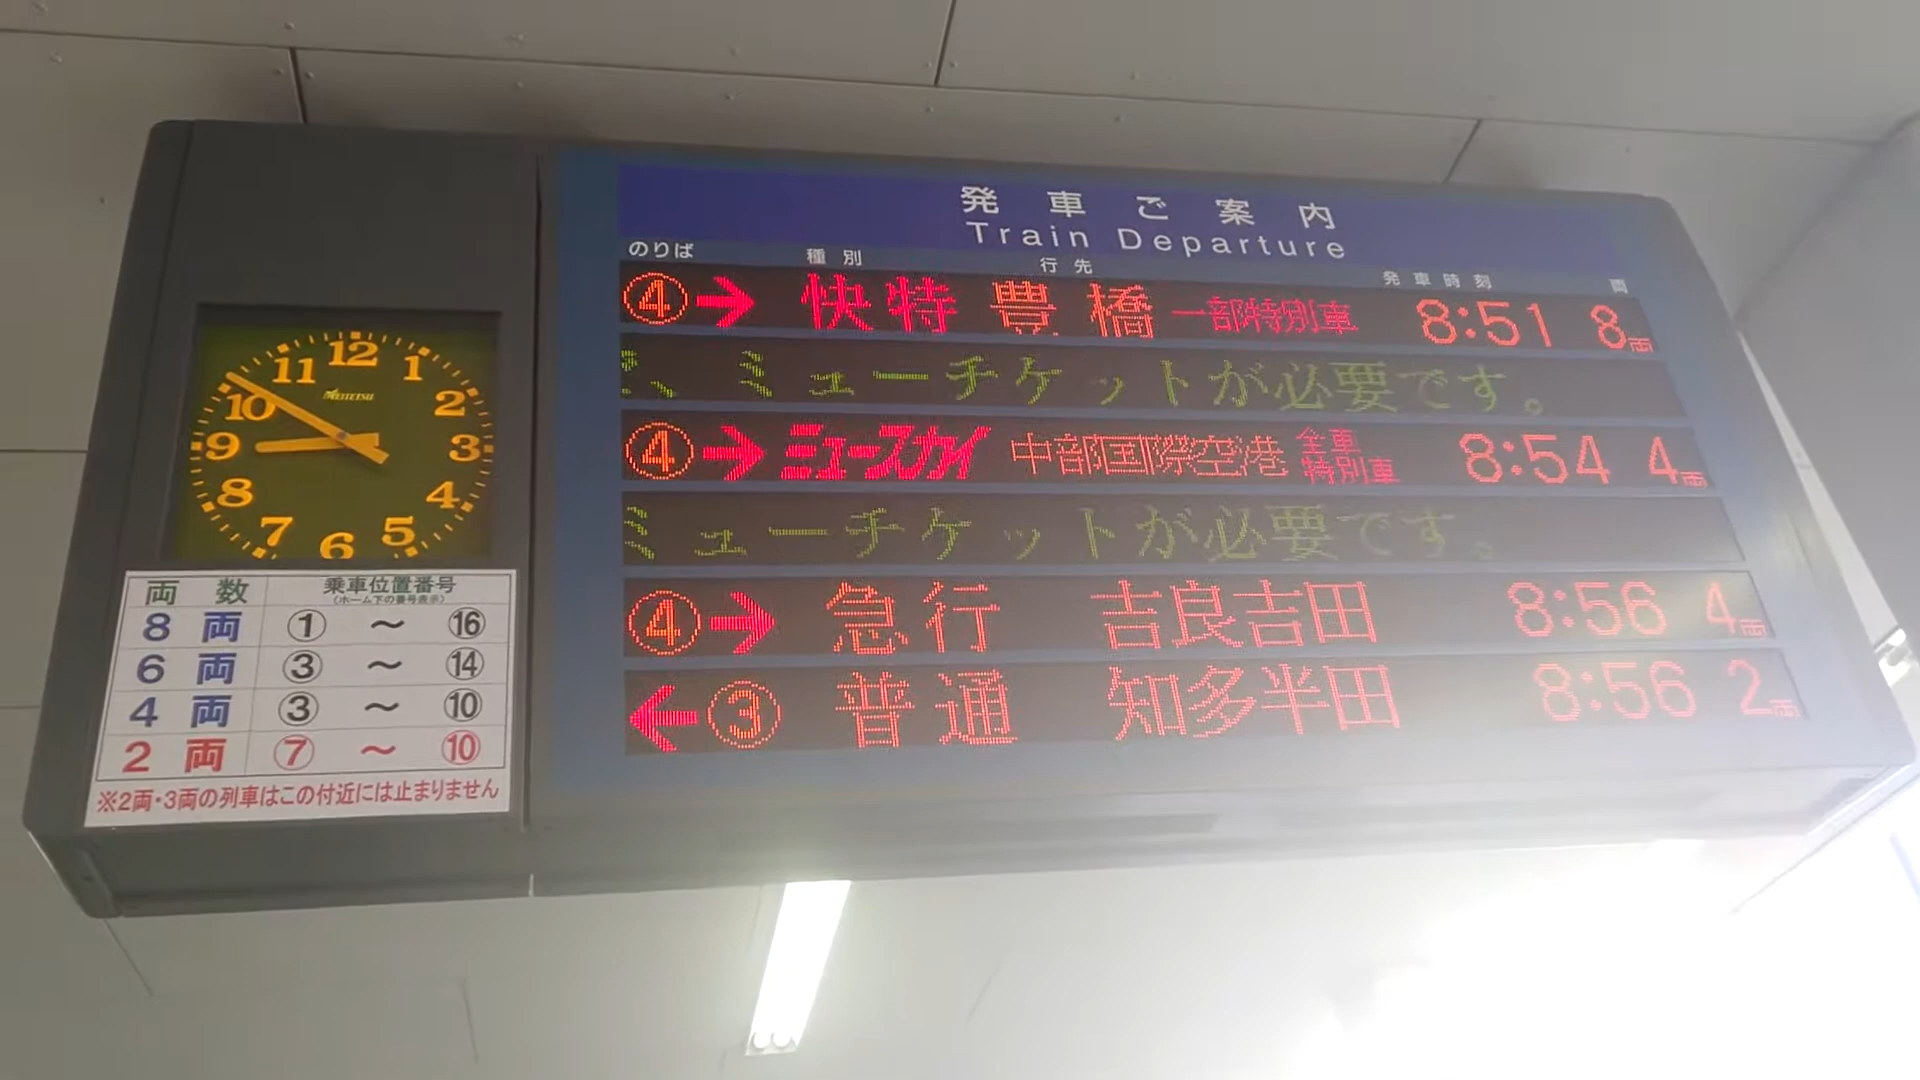 発車ご案内
Train Departure
のりば 種別 行先 発車時刻 両
④→ 快特 豊橋 一部特別車 8:51 8両
、ミューチケットが必要です。
④→ ミュースカイ 中部国際空港 全車特別車 8:54 4両
ミューチケットが必要です。
④→ 急行 吉良吉田 8:56 4両
←③ 普通 知多半田 8:56 2両
12
11 1
10 2
9 3
8 4
7 5
6
MEITETSU
両数 乗車位置番号
(ホーム下の番号表示)
8両 ① ～ ⑯
6両 ③ ～ ⑭
4両 ③ ～ ⑩
2両 ⑦ ～ ⑩
※2両・3両の列車はこの付近には止まりません